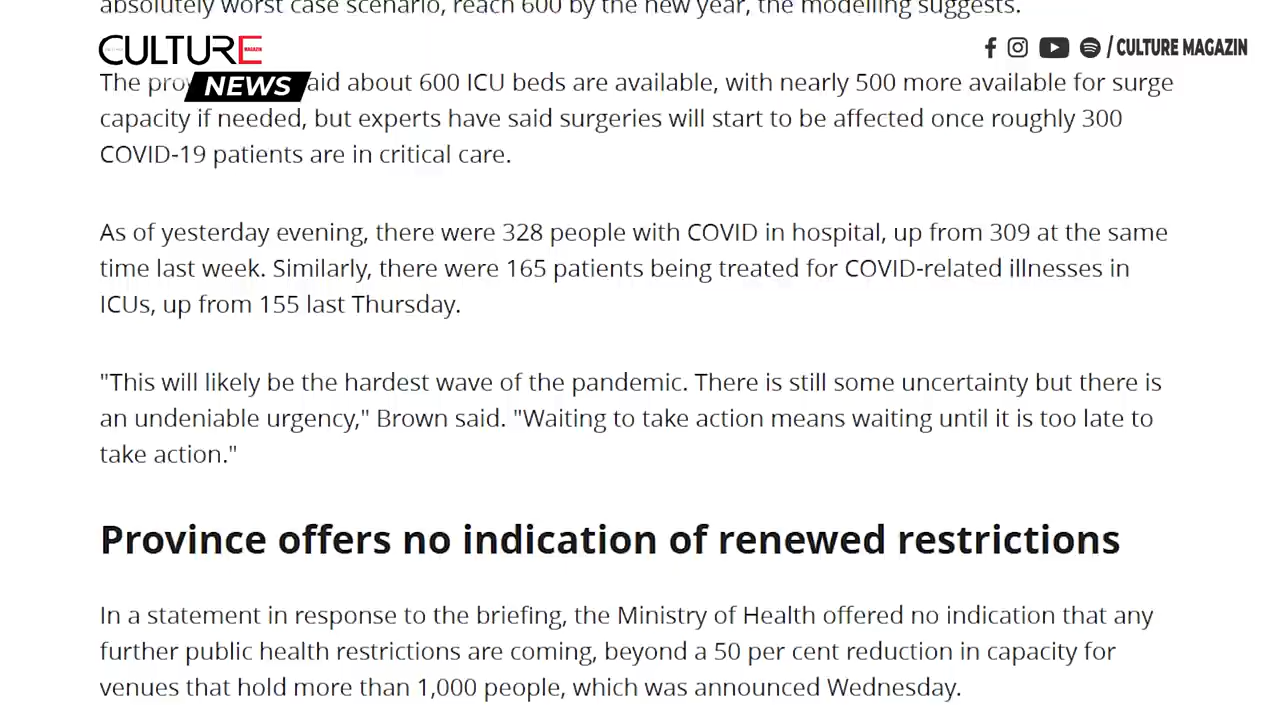 absolutely worst case scenario, reach 600 by the new year, the modelling suggests.
CULTURE
MAGAZIN
/ CULTURE MAGAZIN
NEWS
The pro aid about 600 ICU beds are available, with nearly 500 more available for surge
capacity if needed, but experts have said surgeries will start to be affected once roughly 300
COVID-19 patients are in critical care.
As of yesterday evening, there were 328 people with COVID in hospital, up from 309 at the same
time last week. Similarly, there were 165 patients being treated for COVID-related illnesses in
ICUs, up from 155 last Thursday.
"This will likely be the hardest wave of the pandemic. There is still some uncertainty but there is
an undeniable urgency," Brown said. "Waiting to take action means waiting until it is too late to
take action."
Province offers no indication of renewed restrictions
In a statement in response to the briefing, the Ministry of Health offered no indication that any
further public health restrictions are coming, beyond a 50 per cent reduction in capacity for
venues that hold more than 1,000 people, which was announced Wednesday.